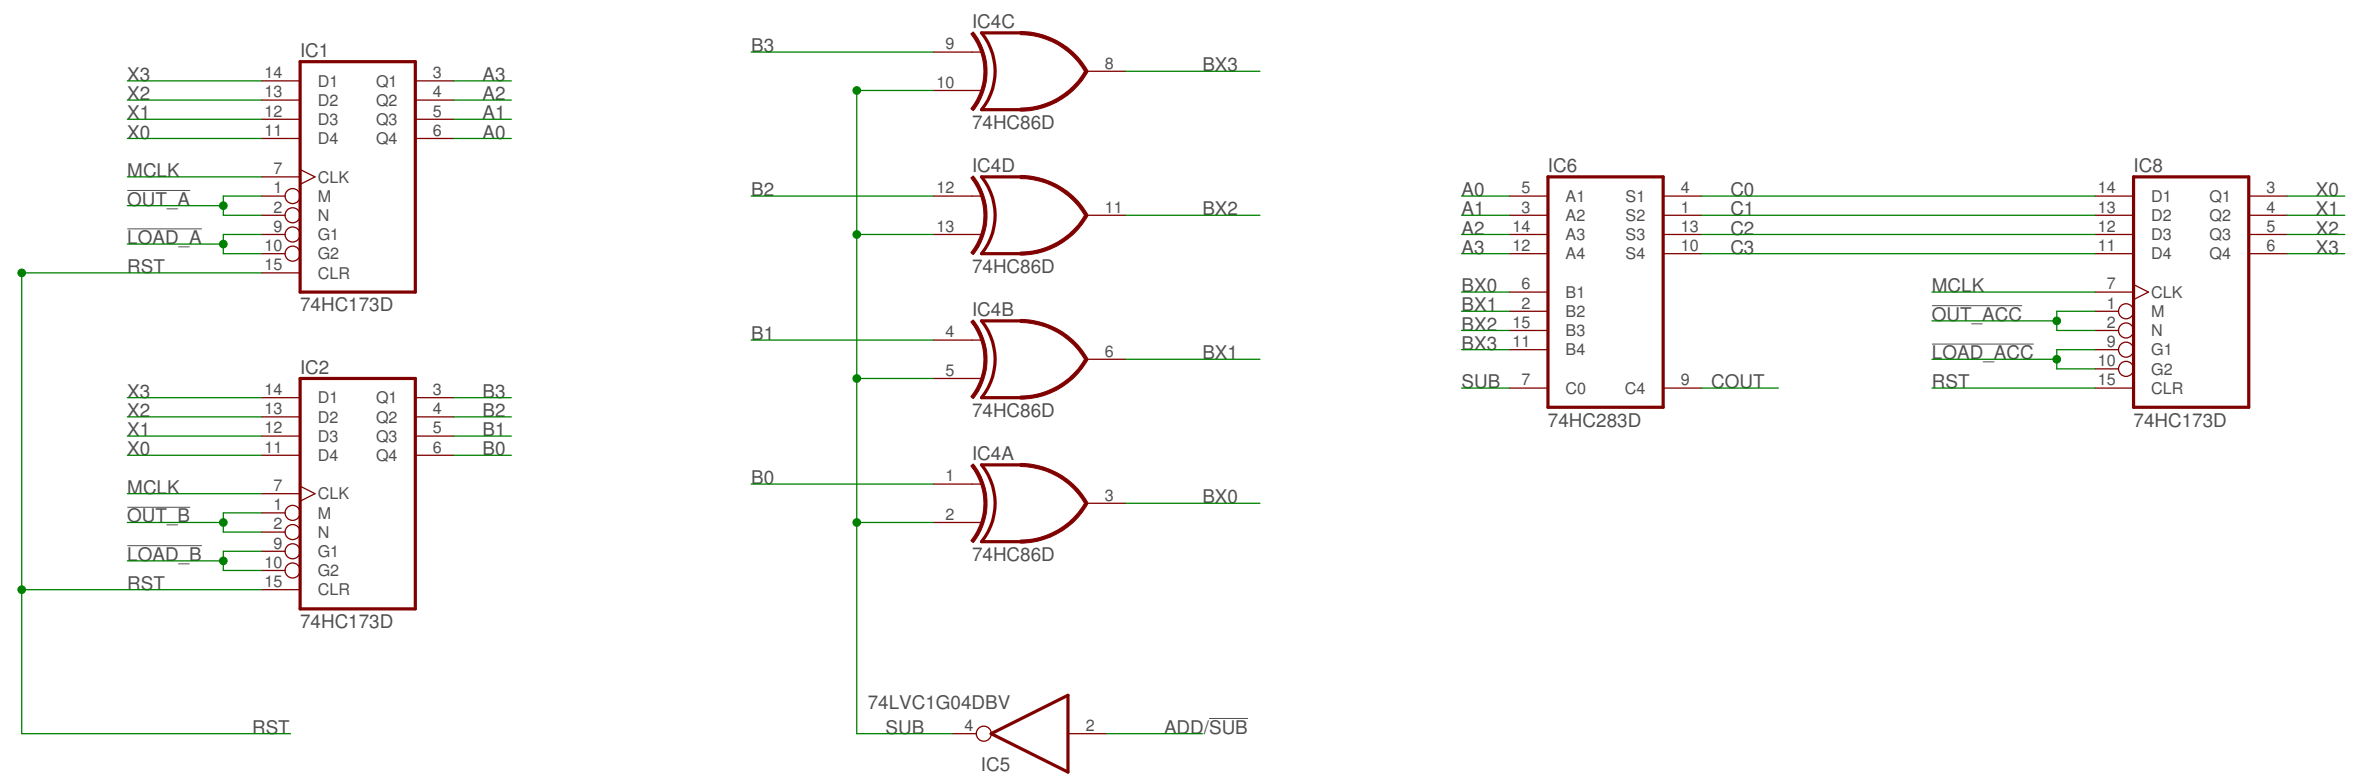 IC1
X3 14 D1 Q1 3 A3
X2 13 D2 Q2 4 A2
X1 12 D3 Q3 5 A1
X0 11 D4 Q4 6 A0
MCLK 7 CLK
OUT_A 1 M
2 N
LOAD_A 9 G1
10 G2
RST 15 CLR
74HC173D
IC2
X3 14 D1 Q1 3 B3
X2 13 D2 Q2 4 B2
X1 12 D3 Q3 5 B1
X0 11 D4 Q4 6 B0
MCLK 7 CLK
OUT_B 1 M
2 N
LOAD_B 9 G1
10 G2
RST 15 CLR
74HC173D
RST
IC4C
B3 9
8 BX3
10
74HC86D
IC4D
B2 12
11 BX2
13
74HC86D
IC4B
B1 4
6 BX1
5
74HC86D
IC4A
B0 1
3 BX0
2
74HC86D
74LVC1G04DBV
SUB 4 2 ADD/SUB
IC5
IC6
A0 5 A1 S1 4 C0
A1 3 A2 S2 1 C1
A2 14 A3 S3 13 C2
A3 12 A4 S4 10 C3
BX0 6 B1
BX1 2 B2
BX2 15 B3
BX3 11 B4
SUB 7 C0 C4 9 COUT
74HC283D
IC8
14 D1 Q1 3 X0
13 D2 Q2 4 X1
12 D3 Q3 5 X2
11 D4 Q4 6 X3
MCLK 7 CLK
OUT_ACC 1 M
2 N
LOAD_ACC 9 G1
10 G2
RST 15 CLR
74HC173D